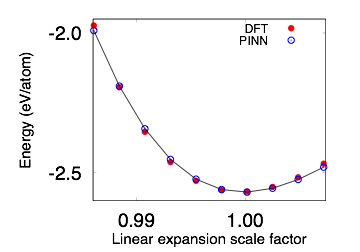 -2.0
DFT
PINN
Energy (eV/atom)
-2.5
0.99 1.00
Linear expansion scale factor